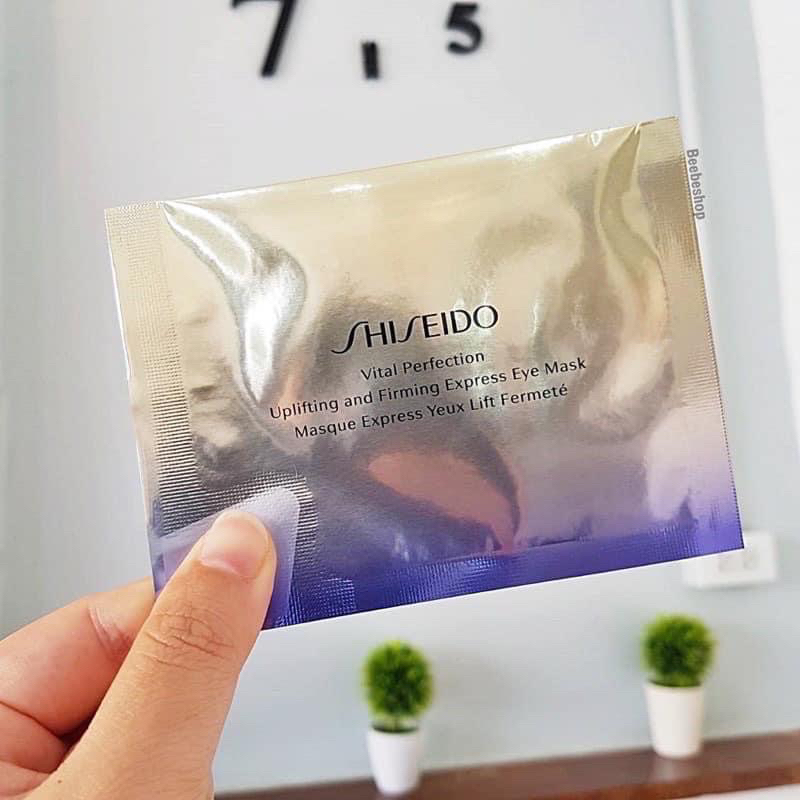 7 5
SHISEIDO
Vital Perfection
Uplifting and Firming Express Eye Mask
Masque Express Yeux Lift Fermeté
Beebeshop